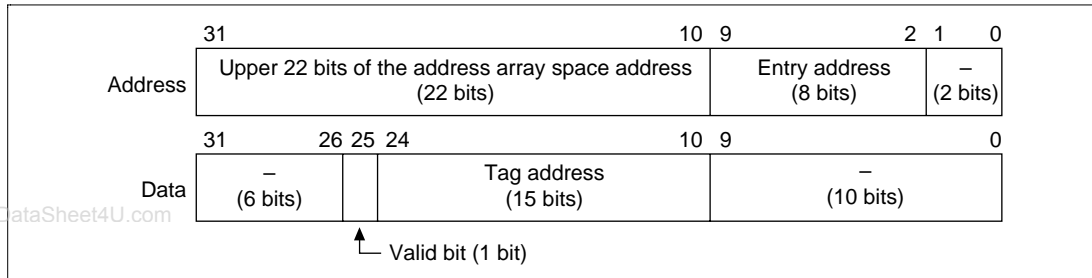 31 10 9 2 1 0
Address Upper 22 bits of the address array space address Entry address –
(22 bits) (8 bits) (2 bits)
31 26 25 24 10 9 0
Data – Tag address –
(6 bits) (15 bits) (10 bits)
DataSheet4U.com
Valid bit (1 bit)